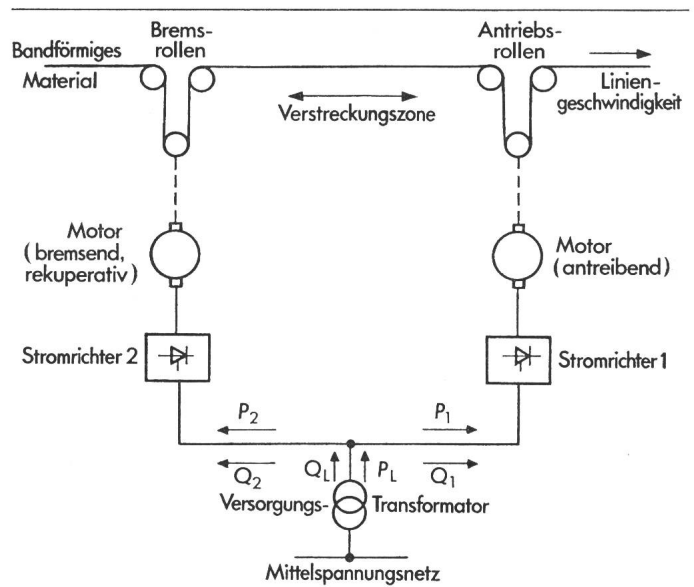 Brems-
rollen
Antriebs-
rollen
Bandförmiges
Material
Linien-
geschwindigkeit
Verstreckungszone
Motor
(bremsend,
rekuperativ)
Motor
(antreibend)
Stromrichter 2
Stromrichter 1
P2
P1
Q2
QL
PL
Q1
Versorgungs-
Transformator
Mittelspannungsnetz